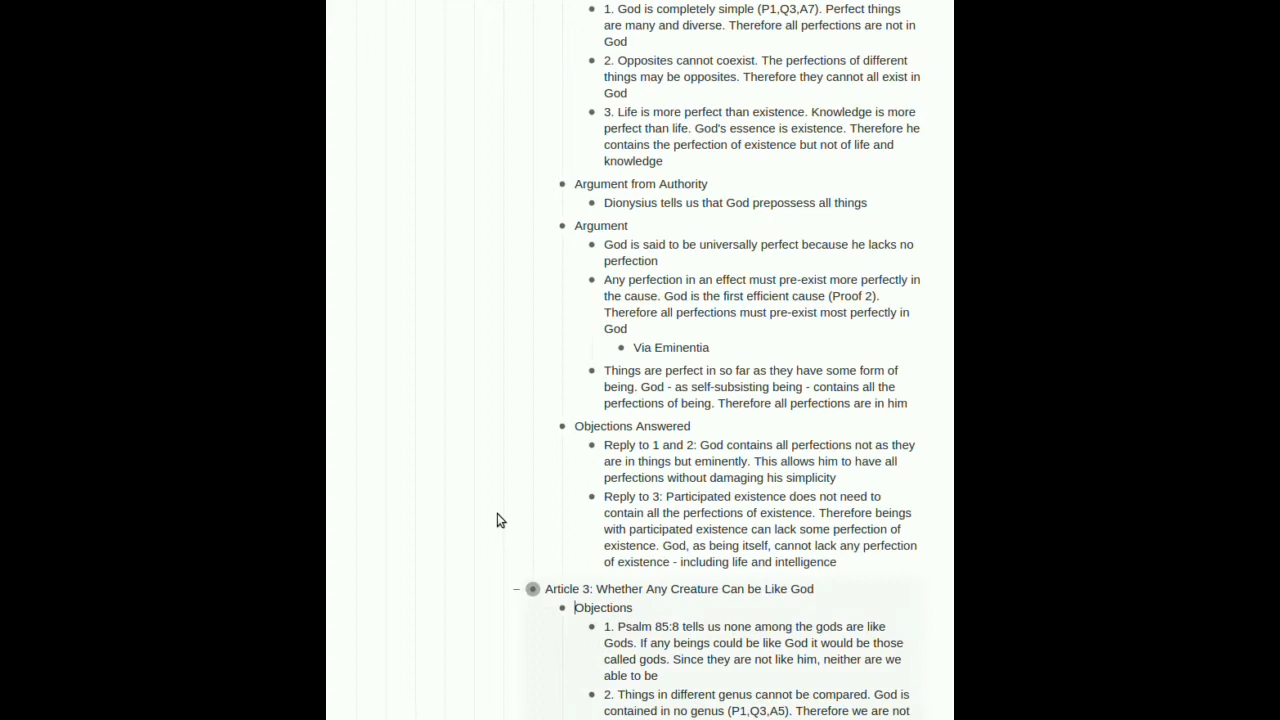 1. God is completely simple (P1,Q3,A7). Perfect things
are many and diverse. Therefore all perfections are not in
God
2. Opposites cannot coexist. The perfections of different
things may be opposites. Therefore they cannot all exist in
God
3. Life is more perfect than existence. Knowledge is more
perfect than life. God's essence is existence. Therefore he
contains the perfection of existence but not of life and
knowledge
Argument from Authority
Dionysius tells us that God prepossess all things
Argument
God is said to be universally perfect because he lacks no
perfection
Any perfection in an effect must pre-exist more perfectly in
the cause. God is the first efficient cause (Proof 2).
Therefore all perfections must pre-exist most perfectly in
God
Via Eminentia
Things are perfect in so far as they have some form of
being. God - as self-subsisting being - contains all the
perfections of being. Therefore all perfections are in him
Objections Answered
Reply to 1 and 2: God contains all perfections not as they
are in things but eminently. This allows him to have all
perfections without damaging his simplicity
Reply to 3: Participated existence does not need to
contain all the perfections of existence. Therefore beings
with participated existence can lack some perfection of
existence. God, as being itself, cannot lack any perfection
of existence - including life and intelligence
Article 3: Whether Any Creature Can be Like God
Objections
1. Psalm 85:8 tells us none among the gods are like
Gods. If any beings could be like God it would be those
called gods. Since they are not like him, neither are we
able to be
2. Things in different genus cannot be compared. God is
contained in no genus (P1,Q3,A5). Therefore we are not